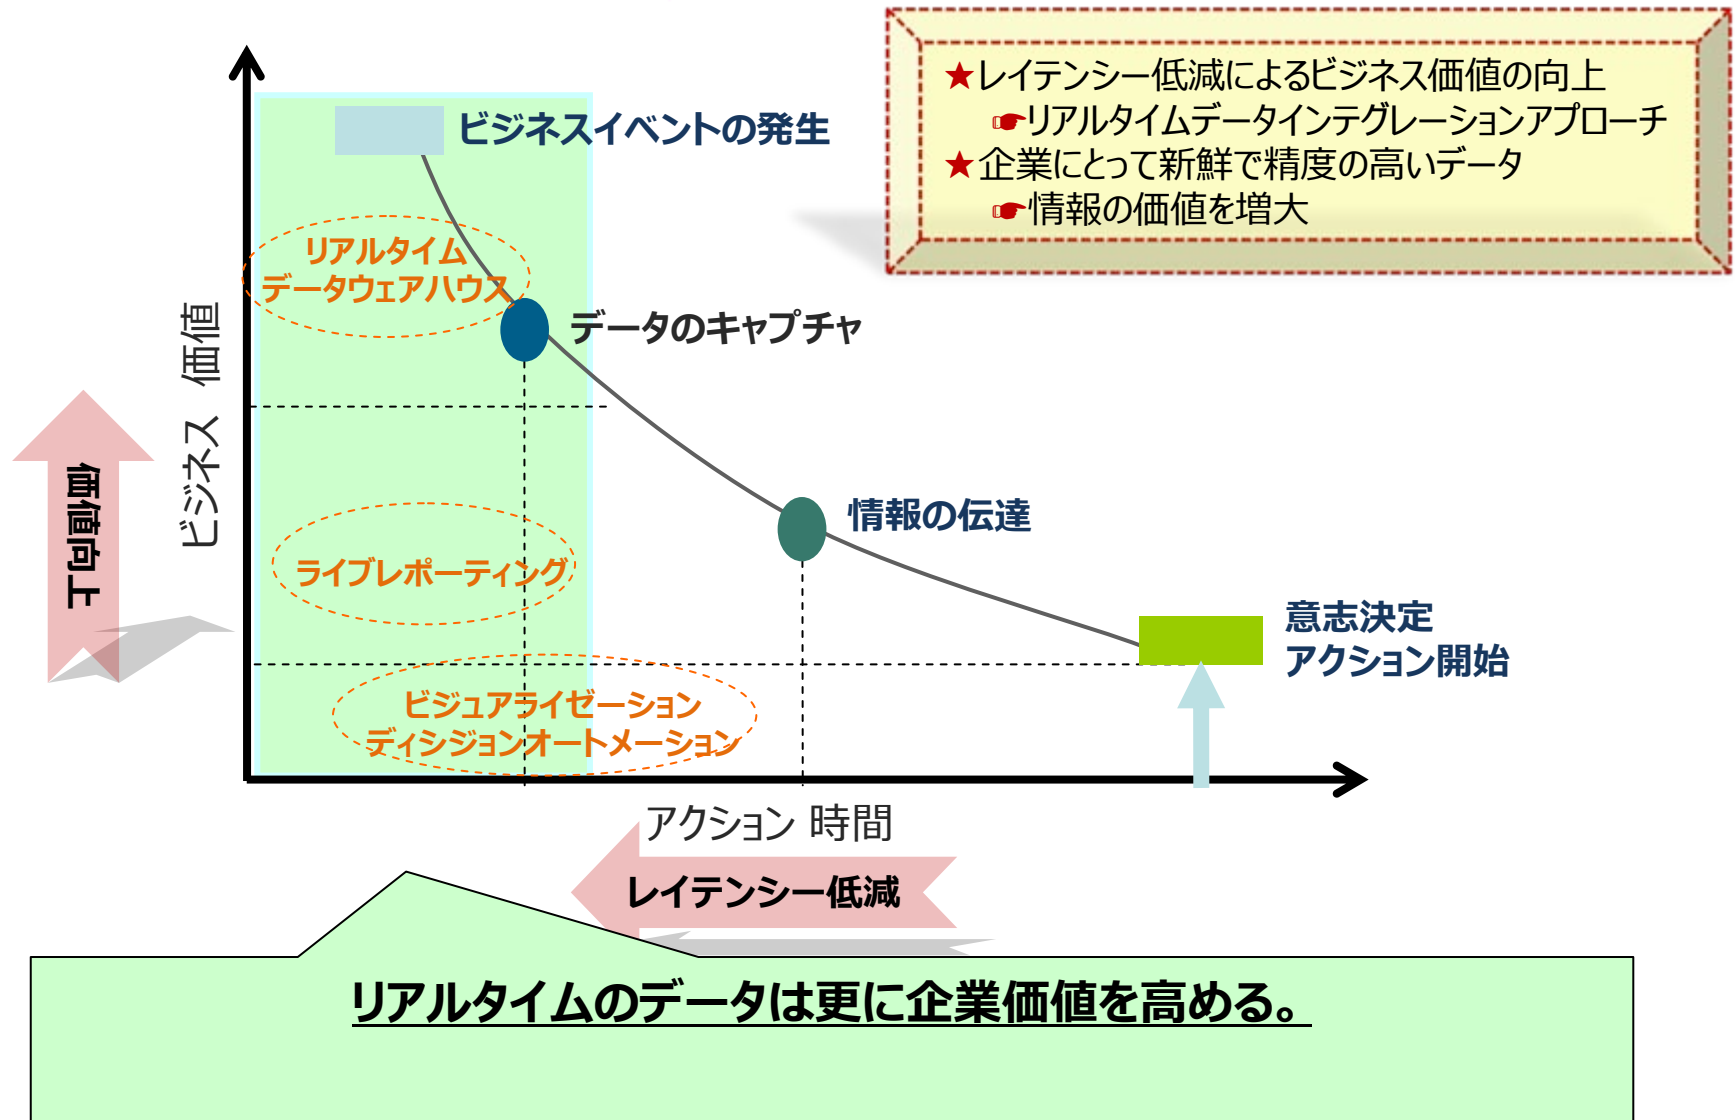 ★レイテンシー低減によるビジネス価値の向上
☛リアルタイムデータインテグレーションアプローチ
★企業にとって新鮮で精度の高いデータ
☛情報の価値を増大
ビジネスイベントの発生
リアルタイム
データウェアハウス
データのキャプチャ
ビジネス 価値
価値向上
情報の伝達
ライブレポーティング
意志決定
アクション開始
ビジュアライゼーション
ディシジョンオートメーション
アクション 時間
レイテンシー低減
リアルタイムのデータは更に企業価値を高める。